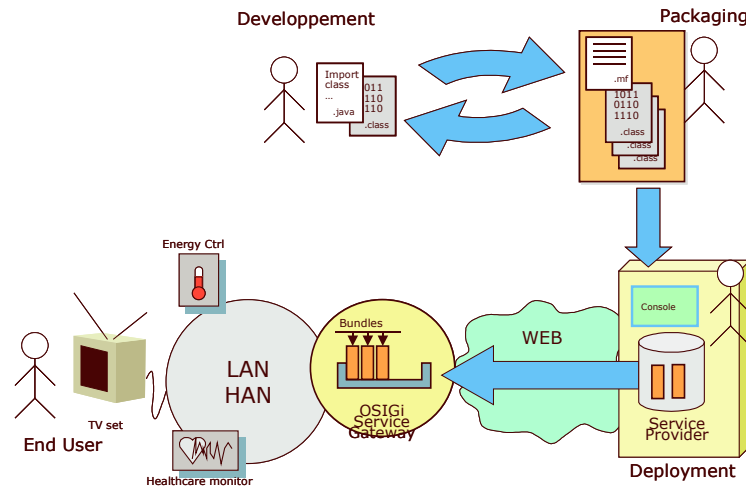 Developpement
Packaging
Import
class
...
.java
011
110
110
.class
.mf
1011
0110
1110
.class
.class
.class
Energy Ctrl
Console
Bundles
WEB
LAN
HAN
OSIGi
Service
Gateway
Service
Provider
TV set
End User
Healthcare monitor
Deployment